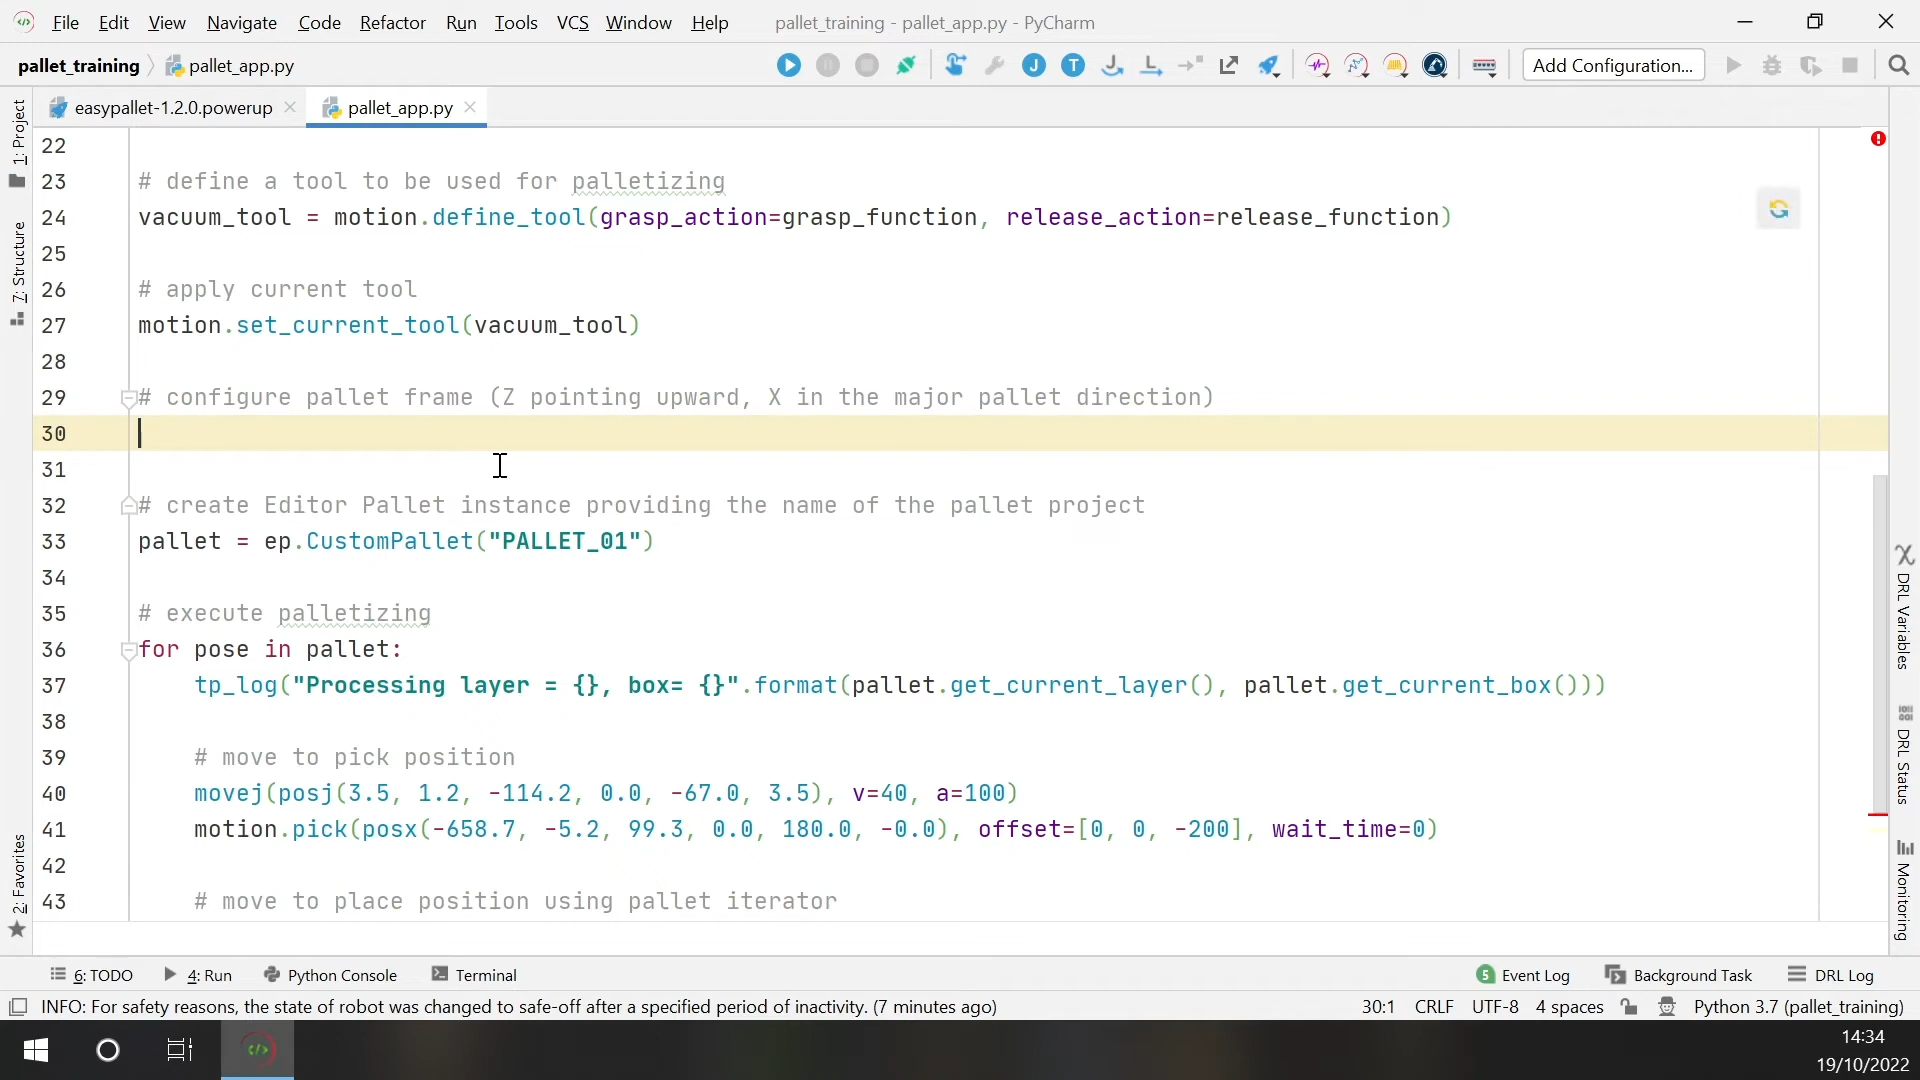 File Edit View Navigate Code Refactor Run Tools VCS Window Help pallet_training - pallet_app.py - PyCharm
pallet_training pallet_app.py J T Add Configuration...
easypallet-1.2.0.powerup pallet_app.py
1: Project
7: Structure
2: Favorites
22
23 # define a tool to be used for palletizing
24 vacuum_tool = motion.define_tool(grasp_action=grasp_function, release_action=release_function)
25
26 # apply current tool
27 motion.set_current_tool(vacuum_tool)
28
29 # configure pallet frame (Z pointing upward, X in the major pallet direction)
30
31
32 # create Editor Pallet instance providing the name of the pallet project
33 pallet = ep.CustomPallet("PALLET_01")
34
35 # execute palletizing
36 for pose in pallet:
37 tp_log("Processing layer = {}, box= {}".format(pallet.get_current_layer(), pallet.get_current_box()))
38
39 # move to pick position
40 movej(posj(3.5, 1.2, -114.2, 0.0, -67.0, 3.5), v=40, a=100)
41 motion.pick(posx(-658.7, -5.2, 99.3, 0.0, 180.0, -0.0), offset=[0, 0, -200], wait_time=0)
42
43 # move to place position using pallet iterator
DRL Variables
DRL Status
Monitoring
6: TODO 4: Run Python Console Terminal 5 Event Log Background Task DRL Log
INFO: For safety reasons, the state of robot was changed to safe-off after a specified period of inactivity. (7 minutes ago) 30:1 CRLF UTF-8 4 spaces Python 3.7 (pallet_training)
14:34
19/10/2022